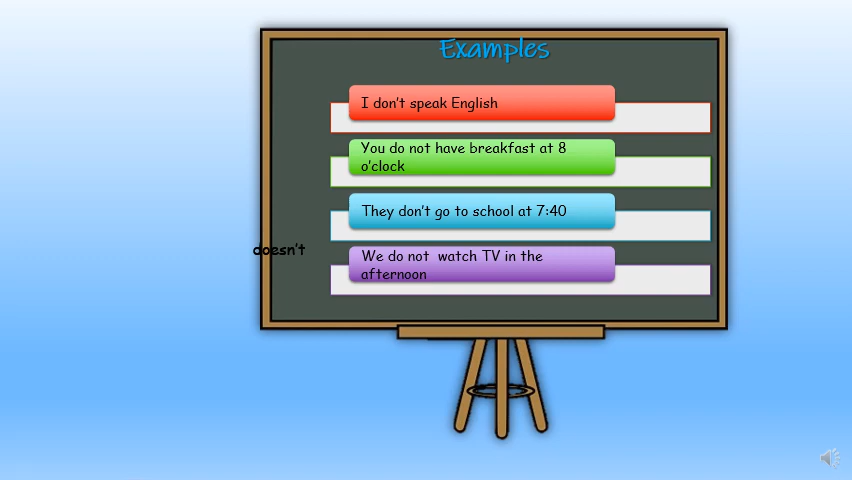 Examples
I don't speak English
You do not have breakfast at 8
o'clock
They don't go to school at 7:40
doesn't
We do not  watch TV in the
afternoon